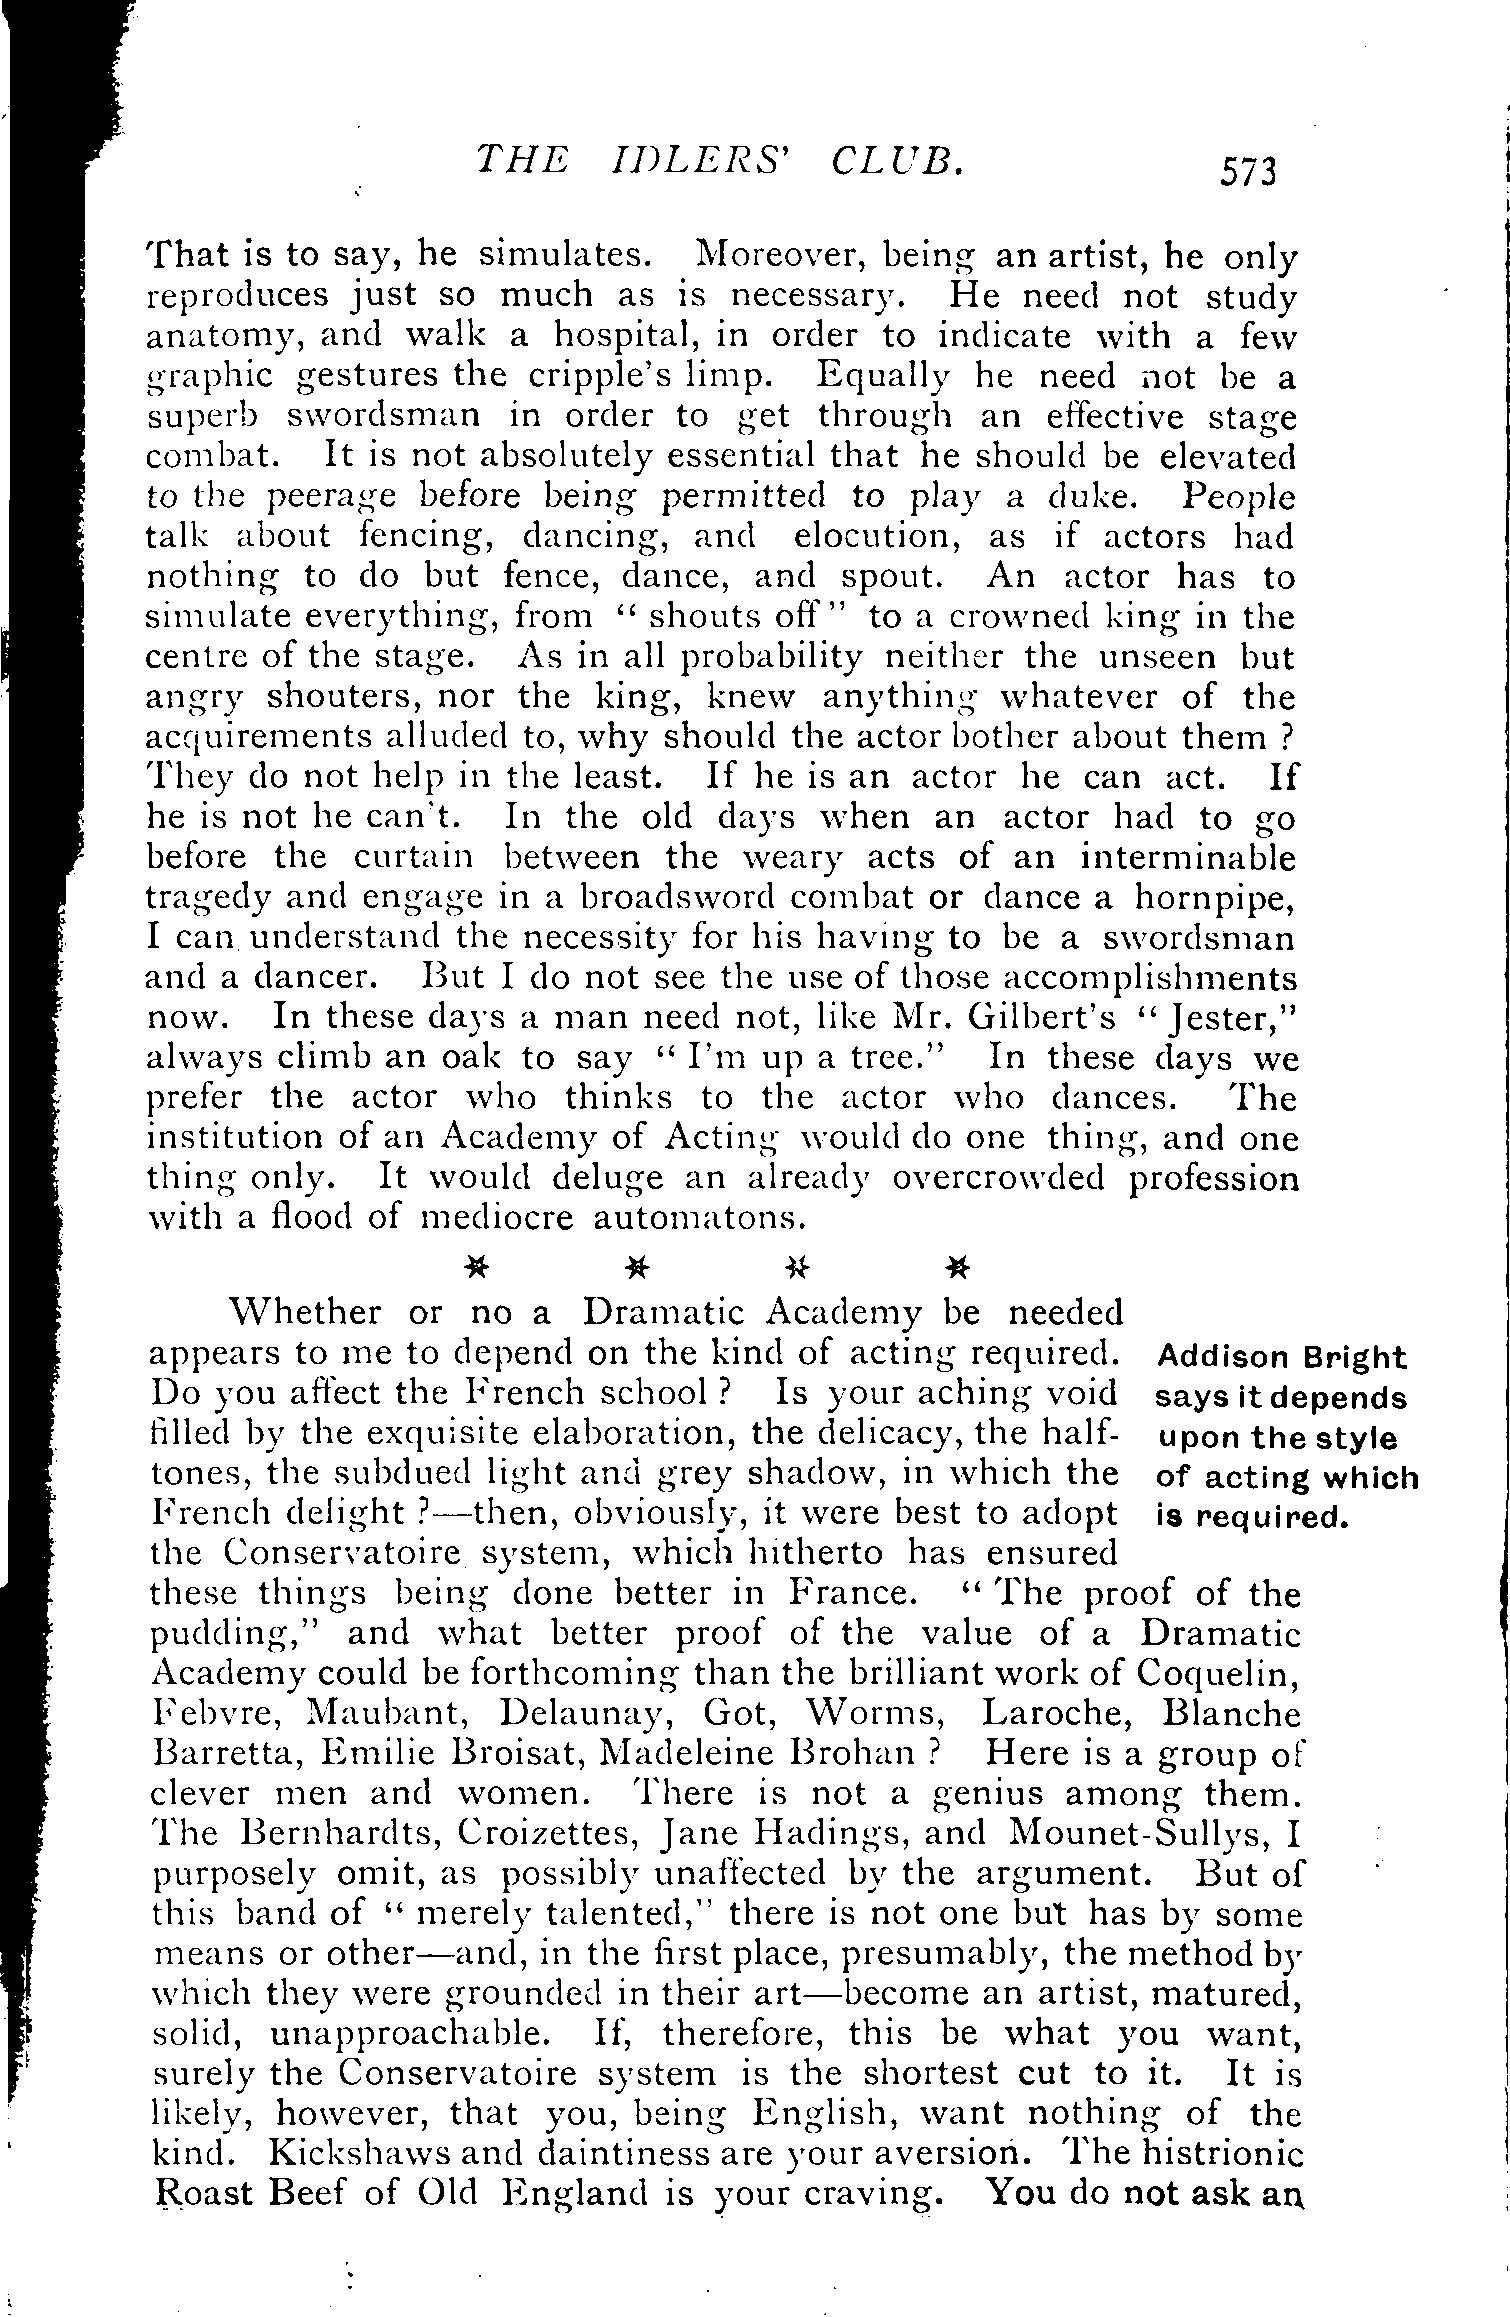 THE IDLERS' CLUB. 573
That is to say, he simulates. Moreover, being an artist, he only
reproduces just so much as is necessary. He need not study
anatomy, and walk a hospital, in order to indicate with a few
graphic gestures the cripple's limp. Equally he need not be a
superb swordsman in order to get through an effective stage
combat. It is not absolutely essential that he should be elevated
to the peerage before being permitted to play a duke. People
talk about fencing, dancing, and elocution, as if actors had
nothing to do but fence, dance, and spout. An actor has to
simulate everything, from " shouts off " to a crowned king in the
centre of the stage. As in all probability neither the unseen but
angry shouters, nor the king, knew anything whatever of the
acquirements alluded to, why should the actor bother about them ?
They do not help in the least. If he is an actor he can act. If
he is not he can't. In the old days when an actor had to go
before the curtain between the weary acts of an interminable
tragedy and engage in a broadsword combat or dance a hornpipe,
I can understand the necessity for his having to be a swordsman
and a dancer. But I do not see the use of those accomplishments
now. In these days a man need not, like Mr. Gilbert's " Jester,"
always climb an oak to say " I'm up a tree." In these days we
prefer the actor who thinks to the actor who dances. The
institution of an Academy of Acting would do one thing, and one
thing only. It would deluge an already overcrowded profession
with a flood of mediocre automatons.
* * * *
Whether or no a Dramatic Academy be needed
appears to me to depend on the kind of acting required.
Do you affect the French school ? Is your aching void
filled by the exquisite elaboration, the delicacy, the half-
tones, the subdued light and grey shadow, in which the
French delight ?—then, obviously, it were best to adopt
the Conservatoire system, which hitherto has ensured
Addison Bright
says it depends
upon the style
of acting which
is required.
these things being done better in France. " The proof of the
pudding," and what better proof of the value of a Dramatic
Academy could be forthcoming than the brilliant work of Coquelin,
Febvre, Maubant, Delaunay, Got, Worms, Laroche, Blanche
Barretta, Emilie Broisat, Madeleine Brohan ? Here is a group of
clever men and women. There is not a genius among them.
The Bernhardts, Croizettes, Jane Hadings, and Mounet-Sullys, I
purposely omit, as possibly unaffected by the argument. But of
this band of " merely talented," there is not one but has by some
means or other—and, in the first place, presumably, the method by
which they were grounded in their art—become an artist, matured,
solid, unapproachable. If, therefore, this be what you want,
surely the Conservatoire system is the shortest cut to it. It is
likely, however, that you, being English, want nothing of the
kind. Kickshaws and daintiness are your aversion. The histrionic
Roast Beef of Old England is your craving. You do not ask an